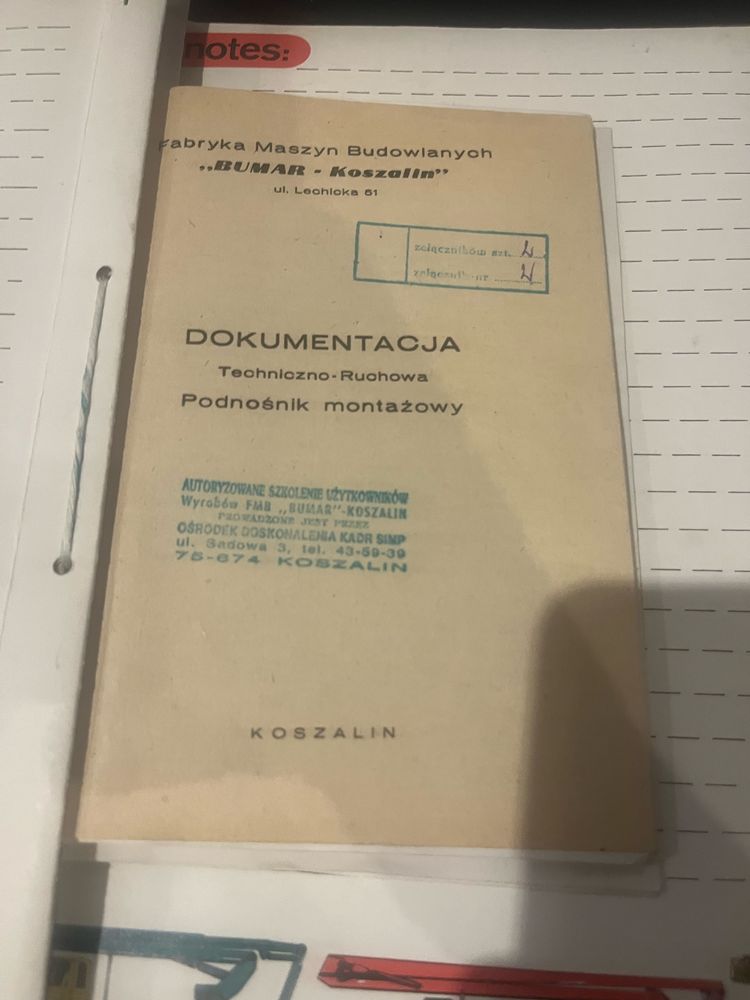 notes:
Fabryka Maszyn Budowlanych
„BUMAR - Koszalin”
ul. Lechicka 51
załączników szt.
załącznik nr
DOKUMENTACJA
Techniczno-Ruchowa
Podnośnik montażowy
AUTORYZOWANE SZKOLENIE UŻYTKOWNIKÓW
Wyrobów FMB „BUMAR”-KOSZALIN
PROWADZONE JEST PRZEZ
OŚRODEK DOSKONALENIA KADR SIMP
ul. Sadowa 3, tel. 43-59-39
75-674 KOSZALIN
KOSZALIN